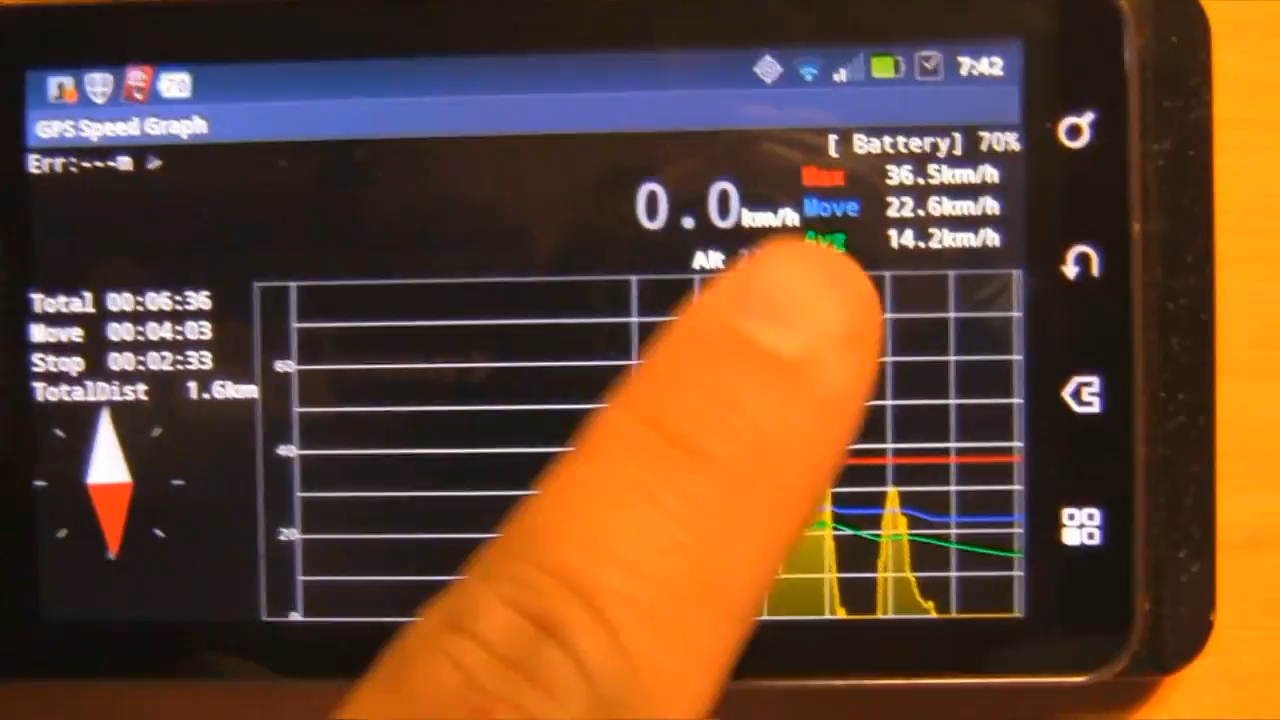 70 7:42
GPS Speed Graph
[ Battery] 70%
Err:---m >
0.0km/h
Max 36.5km/h
Move 22.6km/h
Avg 14.2km/h
Alt
Total 00:06:36
Move 00:04:03
Stop 00:02:33
TotalDist 1.6km
60
40
20
0